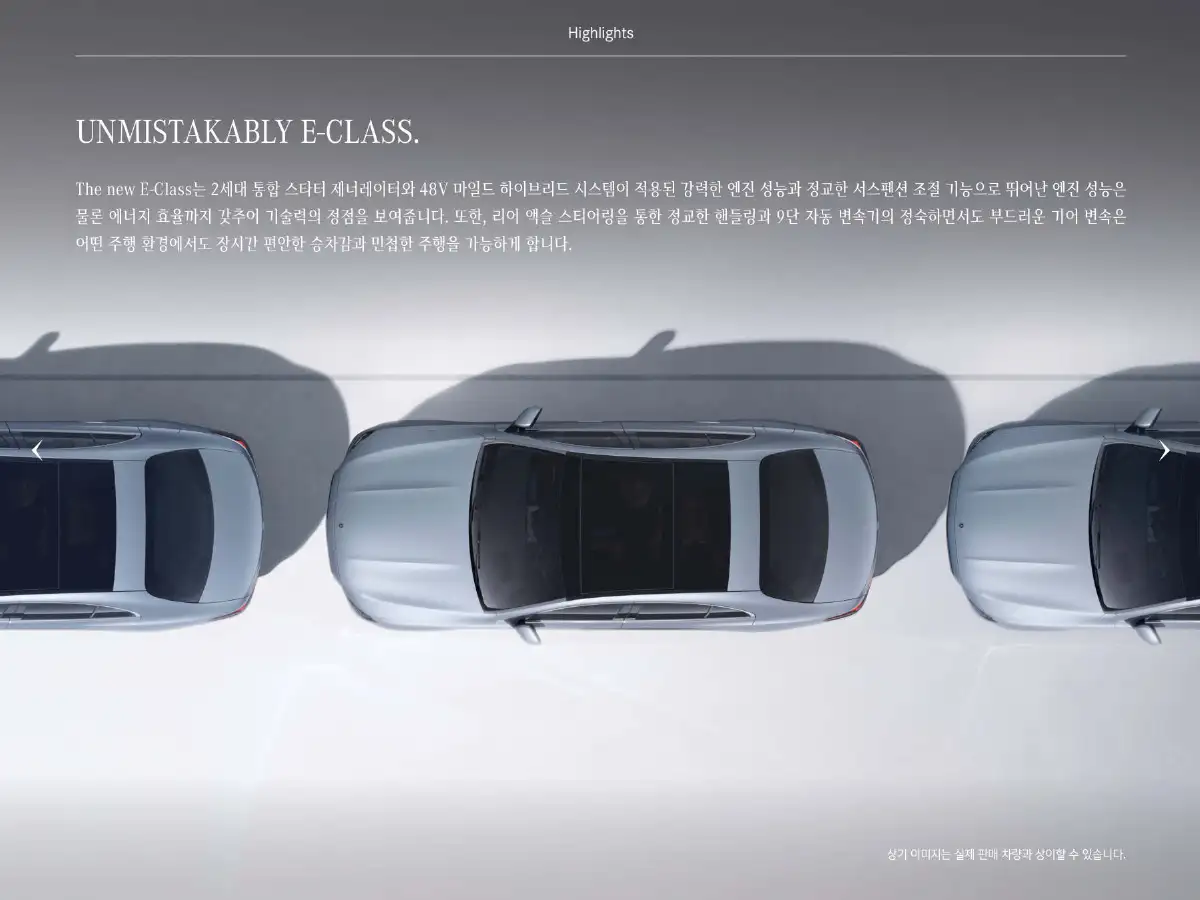 Highlights
UNMISTAKABLY E-CLASS.
The new E-Class는 2세대 통합 스타터 제너레이터와 48V 마일드 하이브리드 시스템이 적용된 강력한 엔진 성능과 정교한 서스펜션 조절 기능으로 뛰어난 엔진 성능은
물론 에너지 효율까지 갖추어 기술력의 정점을 보여줍니다. 또한, 리어 액슬 스티어링을 통한 정교한 핸들링과 9단 자동 변속기의 정숙하면서도 부드러운 기어 변속은
어떤 주행 환경에서도 장시간 편안한 승차감과 민첩한 주행을 가능하게 합니다.
상기 이미지는 실제 판매 차량과 상이할 수 있습니다.